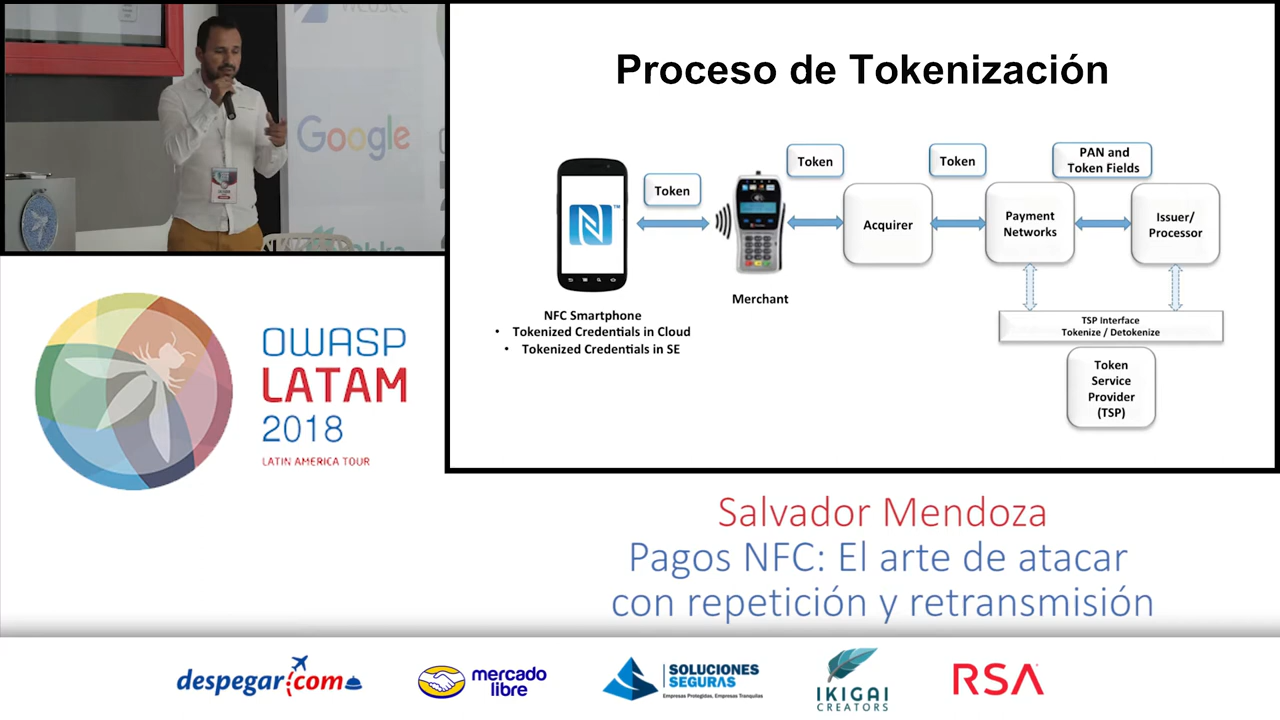 Google
Proceso de Tokenización
Token
Token
Token
PAN and
Token Fields
Acquirer
Payment
Networks
Issuer/
Processor
Merchant
NFC Smartphone
• Tokenized Credentials in Cloud
• Tokenized Credentials in SE
TSP Interface
Tokenize / Detokenize
Token
Service
Provider
(TSP)
OWASP
LATAM
2018
LATIN AMERICA TOUR
Salvador Mendoza
Pagos NFC: El arte de atacar
con repetición y retransmisión
despegar.com
mercado
libre
SOLUCIONES
SEGURAS
Empresas Protegidas, Empresas Tranquilas
IKIGAI
CREATORS
RSA